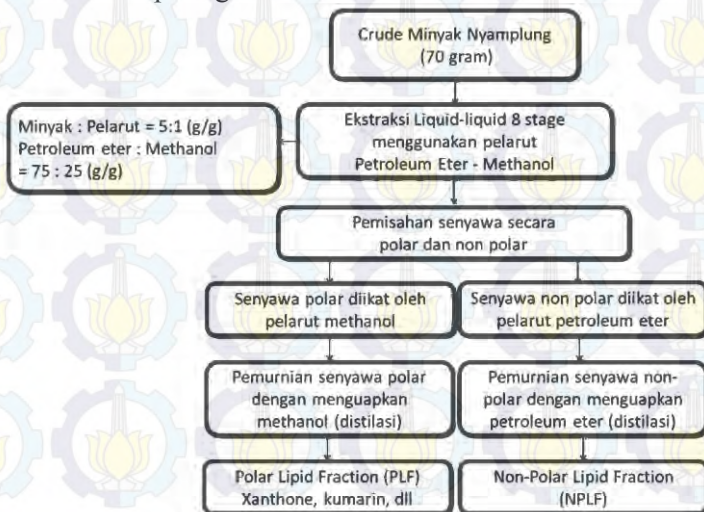 Crude Minyak Nyamplung
(70 gram)
Minyak : Pelarut = 5:1 (g/g)
Petroleum eter : Methanol
= 75 : 25 (g/g)
Ekstraksi Liquid-liquid 8 stage
menggunakan pelarut
Petroleum Eter - Methanol
Pemisahan senyawa secara
polar dan non polar
Senyawa polar diikat oleh
pelarut methanol
Senyawa non polar diikat oleh
pelarut petroleum eter
Pemurnian senyawa polar
dengan menguapkan
methanol (distilasi)
Pemurnian senyawa non-
polar dengan menguapkan
petroleum eter (distilasi)
Polar Lipid Fraction (PLF)
Xanthone, kumarin, dll
Non-Polar Lipid Fraction
(NPLF)